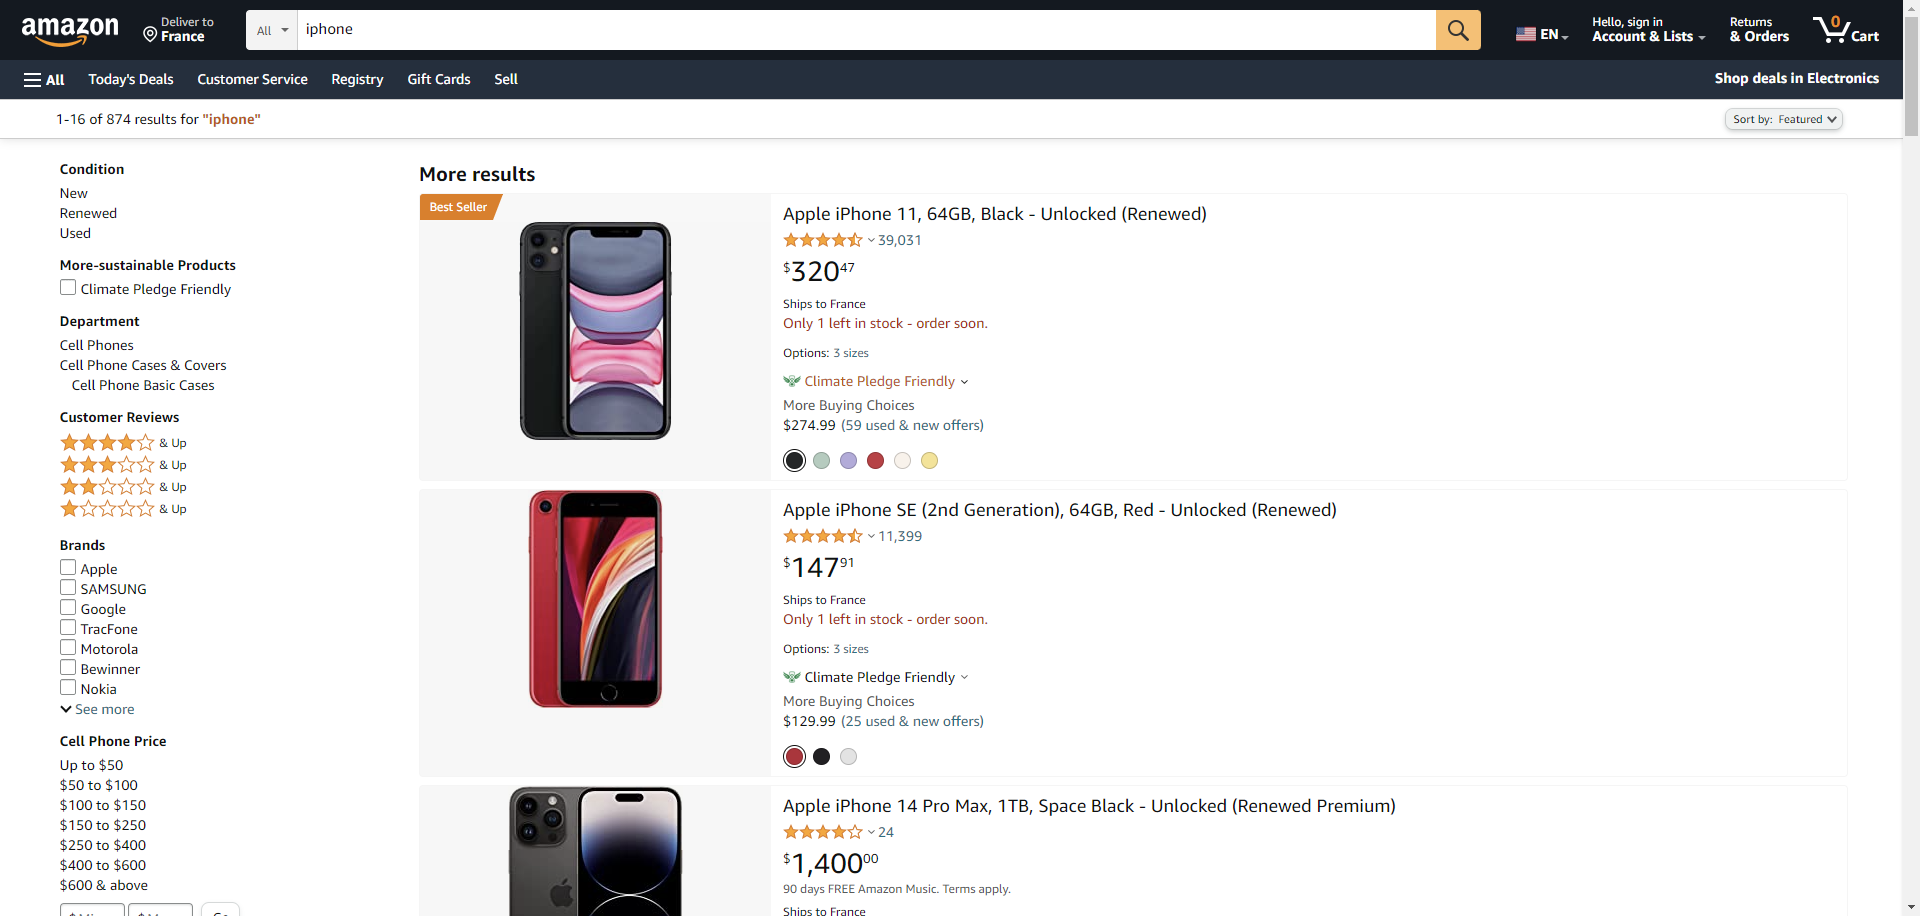 amazon
Deliver to
France
All
iphone
EN
Hello, sign in
Account & Lists
Returns
& Orders
0
Cart
All
Today's Deals
Customer Service
Registry
Gift Cards
Sell
Shop deals in Electronics
1-16 of 874 results for "iphone"
Sort by: Featured
Condition
New
Renewed
Used
More-sustainable Products
Climate Pledge Friendly
Department
Cell Phones
Cell Phone Cases & Covers
Cell Phone Basic Cases
Customer Reviews
& Up
& Up
& Up
& Up
Brands
Apple
SAMSUNG
Google
TracFone
Motorola
Bewinner
Nokia
See more
Cell Phone Price
Up to $50
$50 to $100
$100 to $150
$150 to $250
$250 to $400
$400 to $600
$600 & above
More results
Best Seller
Apple iPhone 11, 64GB, Black - Unlocked (Renewed)
39,031
$32047
Ships to France
Only 1 left in stock - order soon.
Options: 3 sizes
Climate Pledge Friendly
More Buying Choices
$274.99 (59 used & new offers)
Apple iPhone SE (2nd Generation), 64GB, Red - Unlocked (Renewed)
11,399
$14791
Ships to France
Only 1 left in stock - order soon.
Options: 3 sizes
Climate Pledge Friendly
More Buying Choices
$129.99 (25 used & new offers)
Apple iPhone 14 Pro Max, 1TB, Space Black - Unlocked (Renewed Premium)
24
$1,40000
90 days FREE Amazon Music. Terms apply.
Ships to France